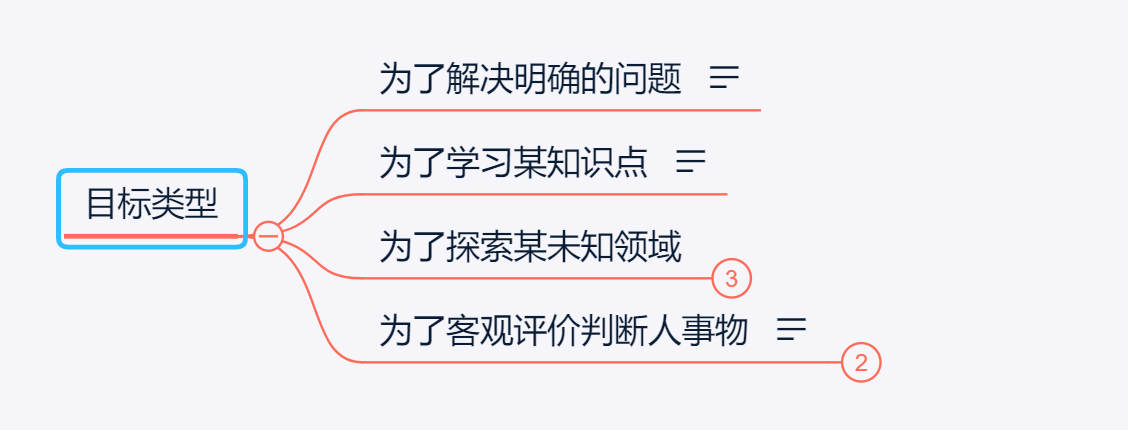 目标类型
为了解决明确的问题
为了学习某知识点
为了探索某未知领域
3
为了客观评价判断人事物
2